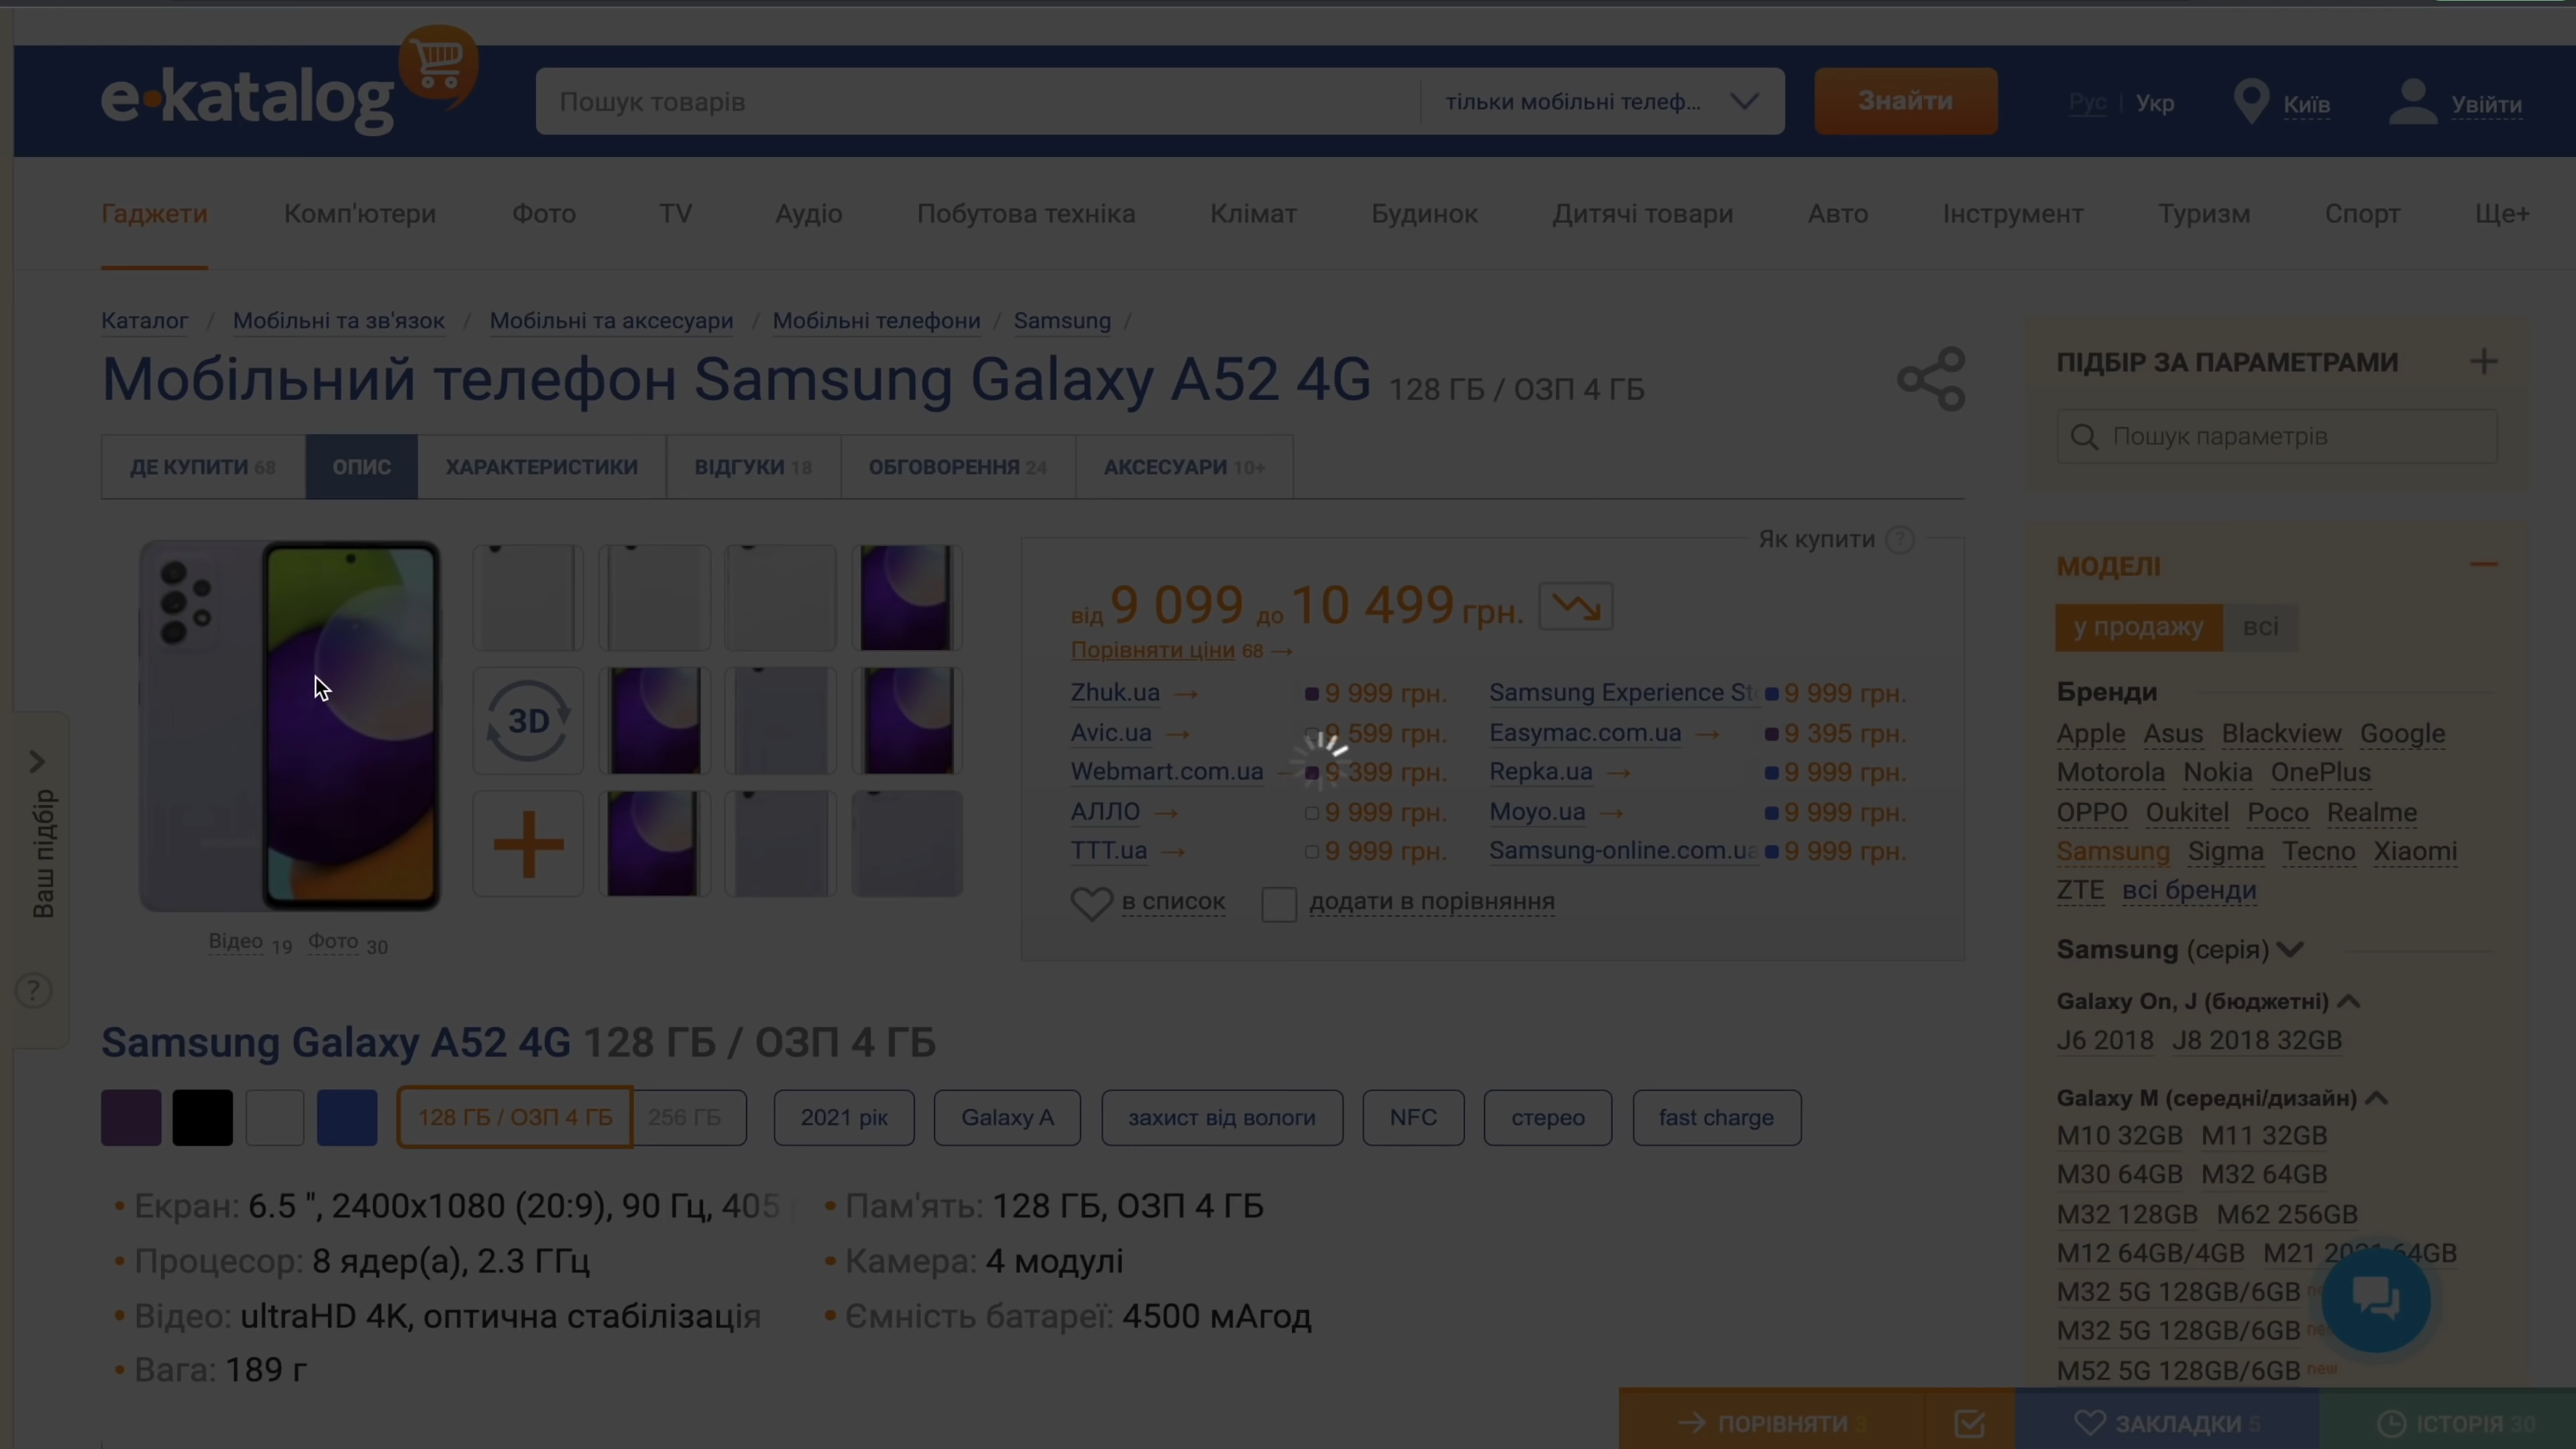 e•katalog
Пошук товарів
тільки мобільні телеф...
Знайти
Рус | Укр
Київ
Увійти
Гаджети Комп'ютери Фото TV Аудіо Побутова техніка Клімат Будинок Дитячі товари Авто Інструмент Туризм Спорт Ще+
Каталог / Мобільні та зв'язок / Мобільні та аксесуари / Мобільні телефони / Samsung /
Мобільний телефон Samsung Galaxy A52 4G 128 ГБ / ОЗП 4 ГБ
ДЕ КУПИТИ 68 ОПИС ХАРАКТЕРИСТИКИ ВІДГУКИ 18 ОБГОВОРЕННЯ 24 АКСЕСУАРИ 10+
3D
Відео 19 Фото 30
Як купити ?
від 9 099 до 10 499 грн.
Порівняти ціни 68 →
Zhuk.ua → 9 999 грн. Samsung Experience St 9 999 грн.
Avic.ua → 9 599 грн. Easymac.com.ua → 9 395 грн.
Webmart.com.ua → 9 399 грн. Repka.ua → 9 999 грн.
АЛЛО → 9 999 грн. Moyo.ua → 9 999 грн.
ТТТ.ua → 9 999 грн. Samsung-online.com.ua 9 999 грн.
в список додати в порівняння
Ваш підбір
?
Samsung Galaxy A52 4G 128 ГБ / ОЗП 4 ГБ
128 ГБ / ОЗП 4 ГБ 256 ГБ 2021 рік Galaxy A захист від вологи NFC стерео fast charge
• Екран: 6.5 ", 2400x1080 (20:9), 90 Гц, 405
• Пам'ять: 128 ГБ, ОЗП 4 ГБ
• Процесор: 8 ядер(а), 2.3 ГГц
• Камера: 4 модулі
• Відео: ultraHD 4K, оптична стабілізація
• Ємність батареї: 4500 мАгод
• Вага: 189 г
ПІДБІР ЗА ПАРАМЕТРАМИ +
Пошук параметрів
МОДЕЛІ
у продажу всі
Бренди
Apple Asus Blackview Google
Motorola Nokia OnePlus
OPPO Oukitel Poco Realme
Samsung Sigma Tecno Xiaomi
ZTE всі бренди
Samsung (серія)
Galaxy On, J (бюджетні)
J6 2018 J8 2018 32GB
Galaxy M (середні/дизайн)
M10 32GB M11 32GB
M30 64GB M32 64GB
M32 128GB M62 256GB
M12 64GB/4GB M21 2021 64GB
M32 5G 128GB/6GB
M32 5G 128GB/6GB
M52 5G 128GB/6GB new
→ ПОРІВНЯТИ 3
ЗАКЛАДКИ 5
ІСТОРІЯ 30